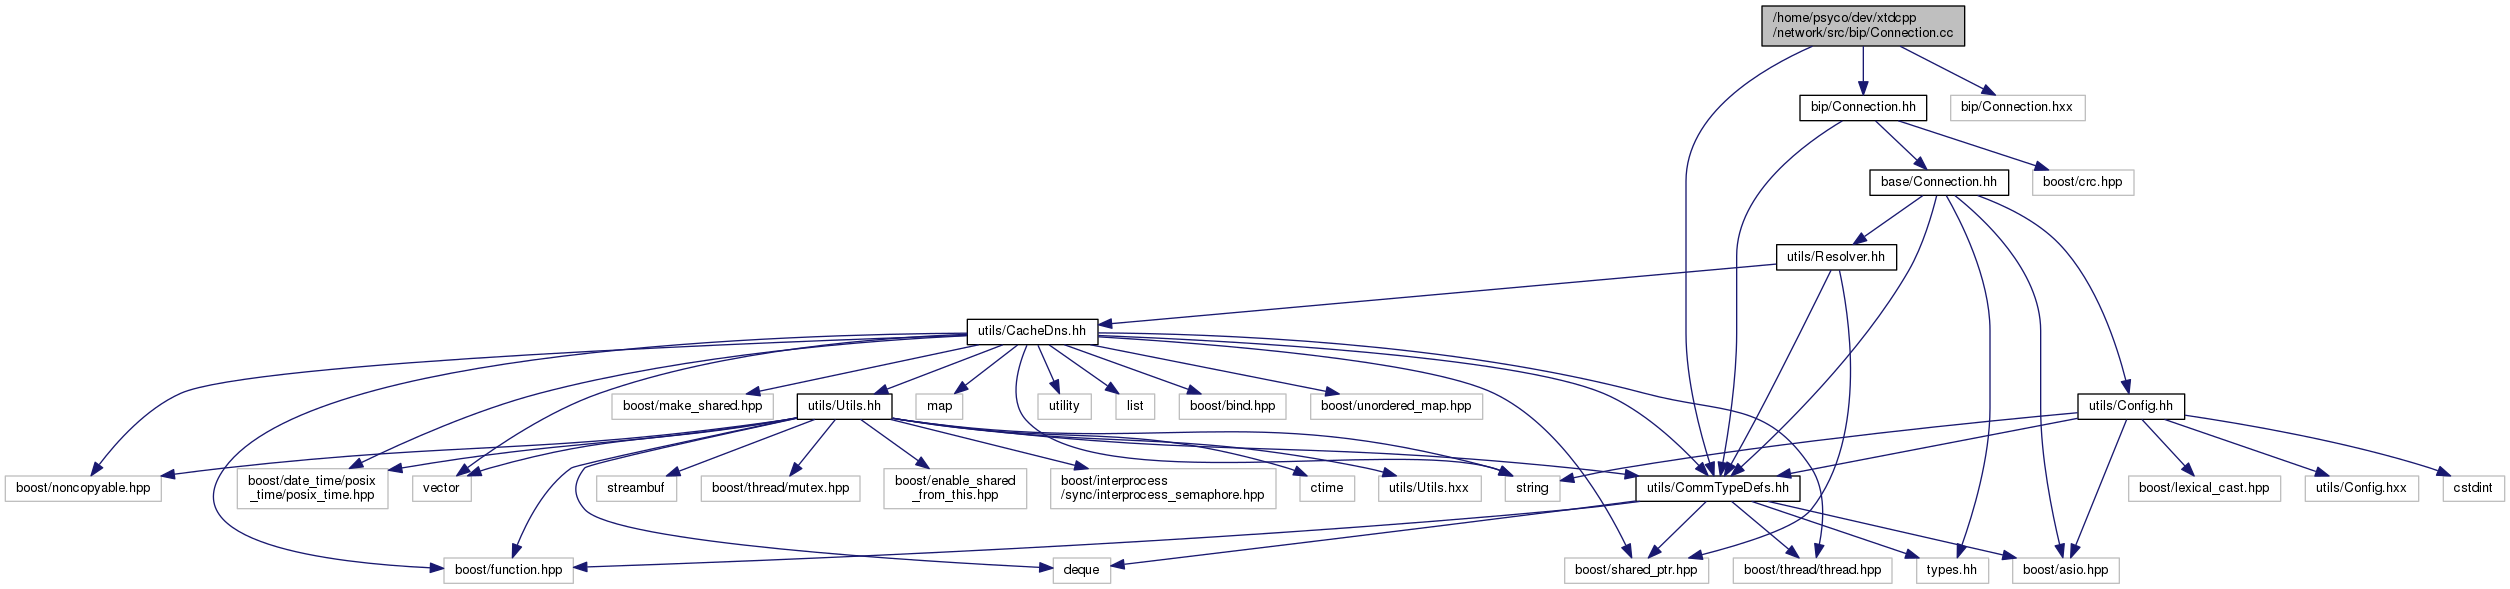 /home/psyco/dev/xtdcpp
/network/src/bip/Connection.cc
bip/Connection.hh
bip/Connection.hxx
base/Connection.hh
boost/crc.hpp
utils/Resolver.hh
utils/CacheDns.hh
boost/make_shared.hpp
utils/Utils.hh
map
utility
list
boost/bind.hpp
boost/unordered_map.hpp
utils/Config.hh
boost/noncopyable.hpp
boost/date_time/posix
_time/posix_time.hpp
vector
streambuf
boost/thread/mutex.hpp
boost/enable_shared
_from_this.hpp
boost/interprocess
/sync/interprocess_semaphore.hpp
ctime
utils/Utils.hxx
string
utils/CommTypeDefs.hh
boost/lexical_cast.hpp
utils/Config.hxx
cstdint
boost/function.hpp
deque
boost/shared_ptr.hpp
boost/thread/thread.hpp
types.hh
boost/asio.hpp